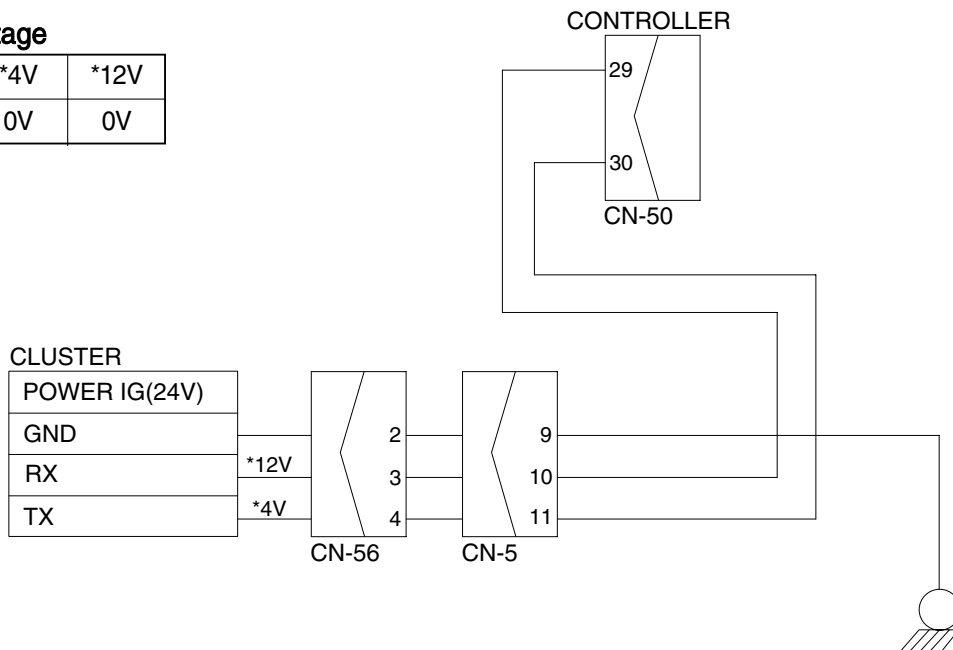 CONTROLLER
*4V *12V
0V 0V
29
30
CN-50
CLUSTER
POWER IG(24V)
GND
RX
TX
*12V
*4V
2
3
4
CN-56
9
10
11
CN-5